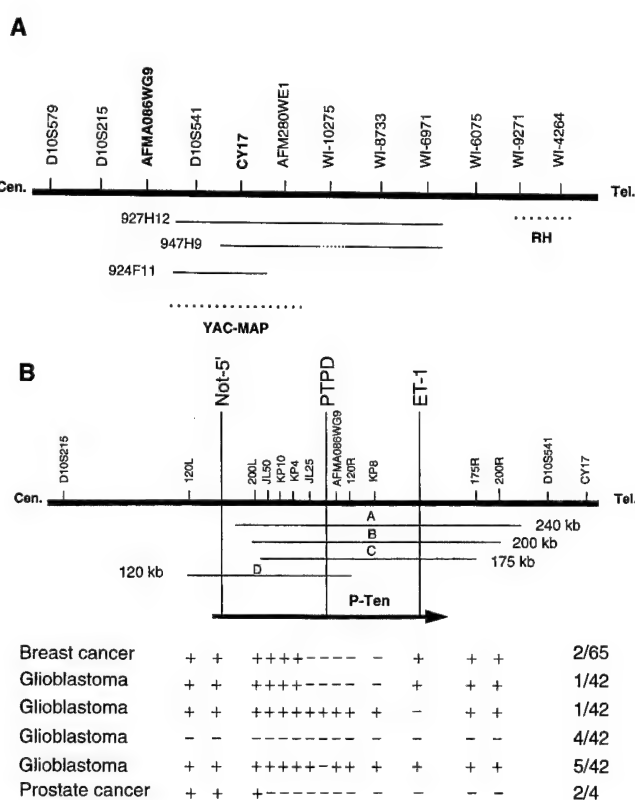 A
D10S579 D10S215 AFMA086WG9 D10S541 CY17 AFM280WE1 WI-10275 WI-8733 WI-6971 WI-6075 WI-9271 WI-4264
Cen. Tel.
927H12
947H9
RH
924F11
YAC-MAP
B
Not-5' PTPD ET-1
D10S215 120L 200L JL50 KP10 KP4 JL25 AFMA086WG9 120R KP8 175R 200R D10S541 CY17
Cen. Tel.
A 240 kb
B 200 kb
C 175 kb
120 kb D
P-Ten
Breast cancer + + + + + + - - - - - + + + 2/65
Glioblastoma + + + + + + - - - - - + + + 1/42
Glioblastoma + + + + + + + + + + + - + + 1/42
Glioblastoma - - - - - - - - - - - - - - 4/42
Glioblastoma + + + + + + + - + + + + + + 5/42
Prostate cancer + + + - - - - - - - - - - - 2/4